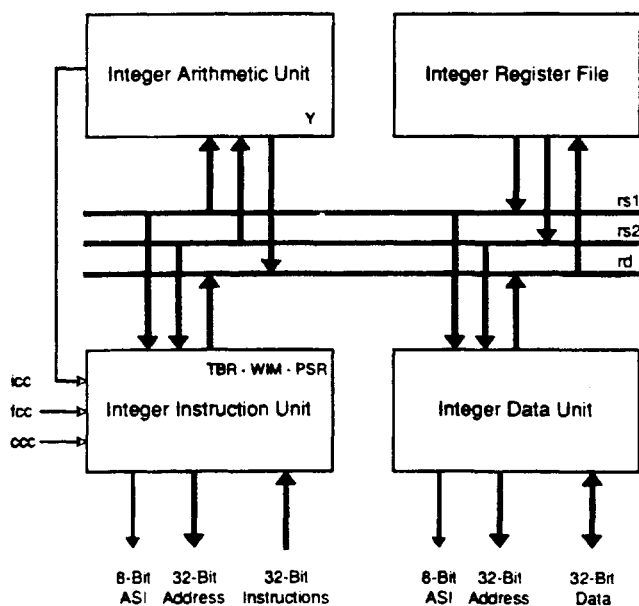 Integer Arithmetic Unit
Y
Integer Register File
rs1
rs2
rd
TBR - WIM - PSR
Integer Instruction Unit
Integer Data Unit
icc
fcc
ccc
8-Bit ASI
32-Bit Address
32-Bit Instructions
8-Bit ASI
32-Bit Address
32-Bit Data